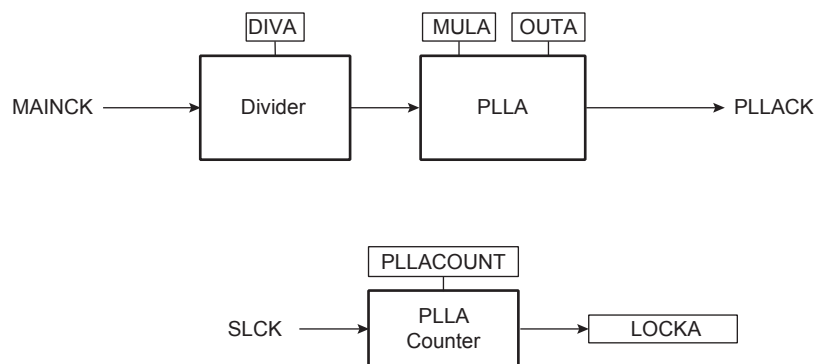 DIVA
MULA
OUTA
MAINCK
Divider
PLLA
PLLACK
PLLACOUNT
SLCK
PLLA
Counter
LOCKA